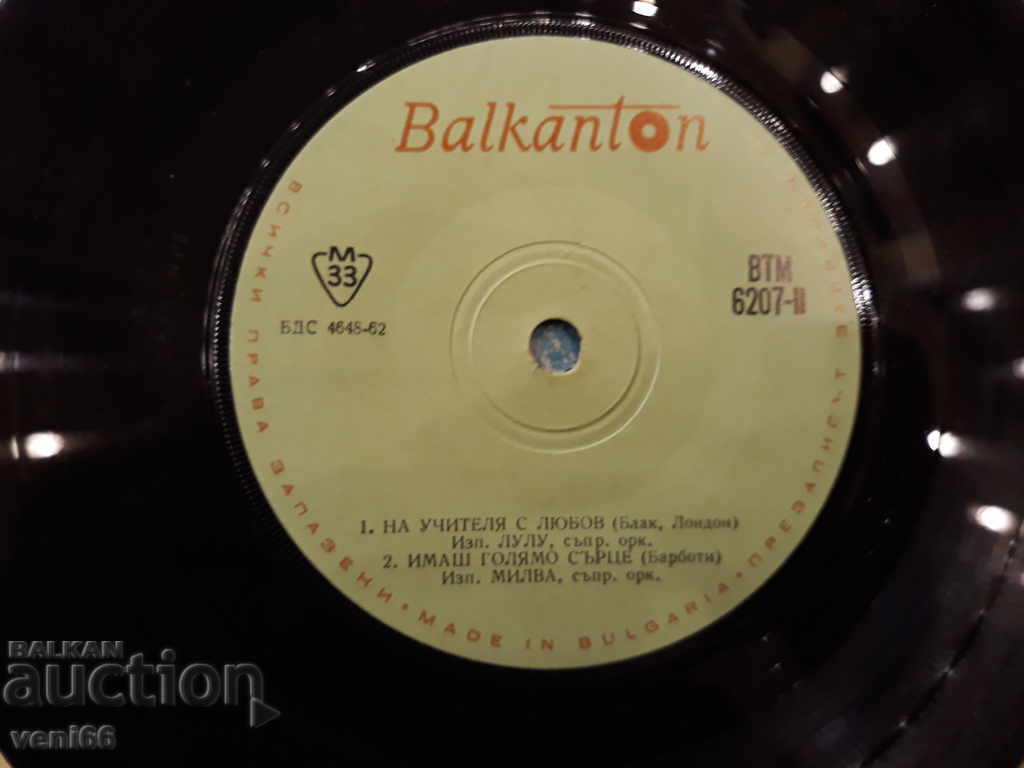 Balkanton
М
33
БДС 4648-62
ВТМ
6207-II
1. НА УЧИТЕЛЯ С ЛЮБОВ (Блак, Лондон)
Изп. ЛУЛУ, съпр. орк.
2. ИМАШ ГОЛЯМО СЪРЦЕ (Барботи)
Изп. МИЛВА, съпр. орк.
ВСИЧКИ ПРАВА ЗАПАЗЕНИ • MADE IN BULGARIA • ПРЕЗАПИСЪТ Е
BALKAN
auction
veni66